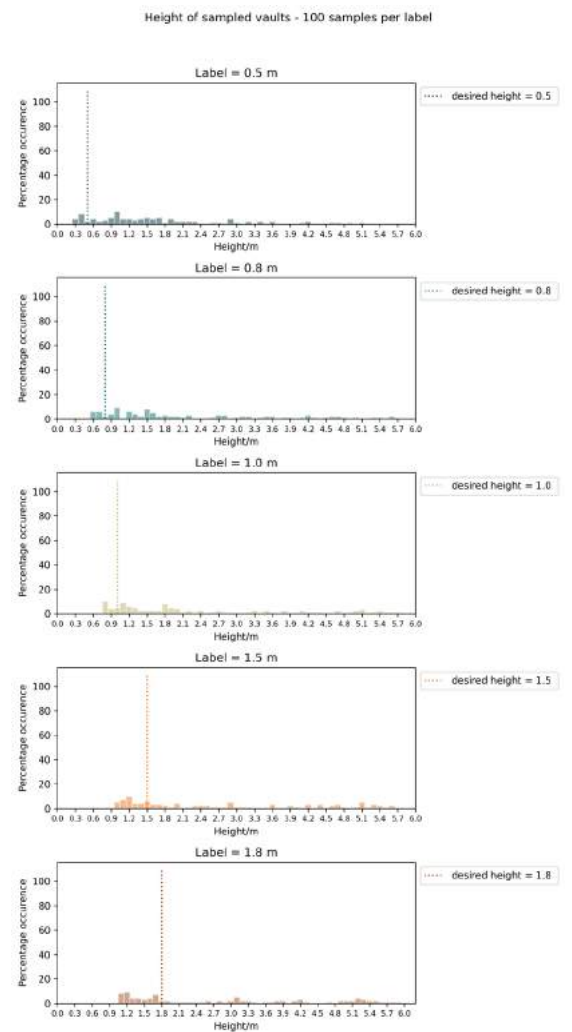 Height of sampled vaults - 100 samples per label
Label = 0.5 m
Percentage occurence
100
80
60
40
20
0
0.0 0.3 0.6 0.9 1.2 1.5 1.8 2.1 2.4 2.7 3.0 3.3 3.6 3.9 4.2 4.5 4.8 5.1 5.4 5.7 6.0
Height/m
desired height = 0.5
Label = 0.8 m
Percentage occurence
100
80
60
40
20
0
0.0 0.3 0.6 0.9 1.2 1.5 1.8 2.1 2.4 2.7 3.0 3.3 3.6 3.9 4.2 4.5 4.8 5.1 5.4 5.7 6.0
Height/m
desired height = 0.8
Label = 1.0 m
Percentage occurence
100
80
60
40
20
0
0.0 0.3 0.6 0.9 1.2 1.5 1.8 2.1 2.4 2.7 3.0 3.3 3.6 3.9 4.2 4.5 4.8 5.1 5.4 5.7 6.0
Height/m
desired height = 1.0
Label = 1.5 m
Percentage occurence
100
80
60
40
20
0
0.0 0.3 0.6 0.9 1.2 1.5 1.8 2.1 2.4 2.7 3.0 3.3 3.6 3.9 4.2 4.5 4.8 5.1 5.4 5.7 6.0
Height/m
desired height = 1.5
Label = 1.8 m
Percentage occurence
100
80
60
40
20
0
0.0 0.3 0.6 0.9 1.2 1.5 1.8 2.1 2.4 2.7 3.0 3.3 3.6 3.9 4.2 4.5 4.8 5.1 5.4 5.7 6.0
Height/m
desired height = 1.8